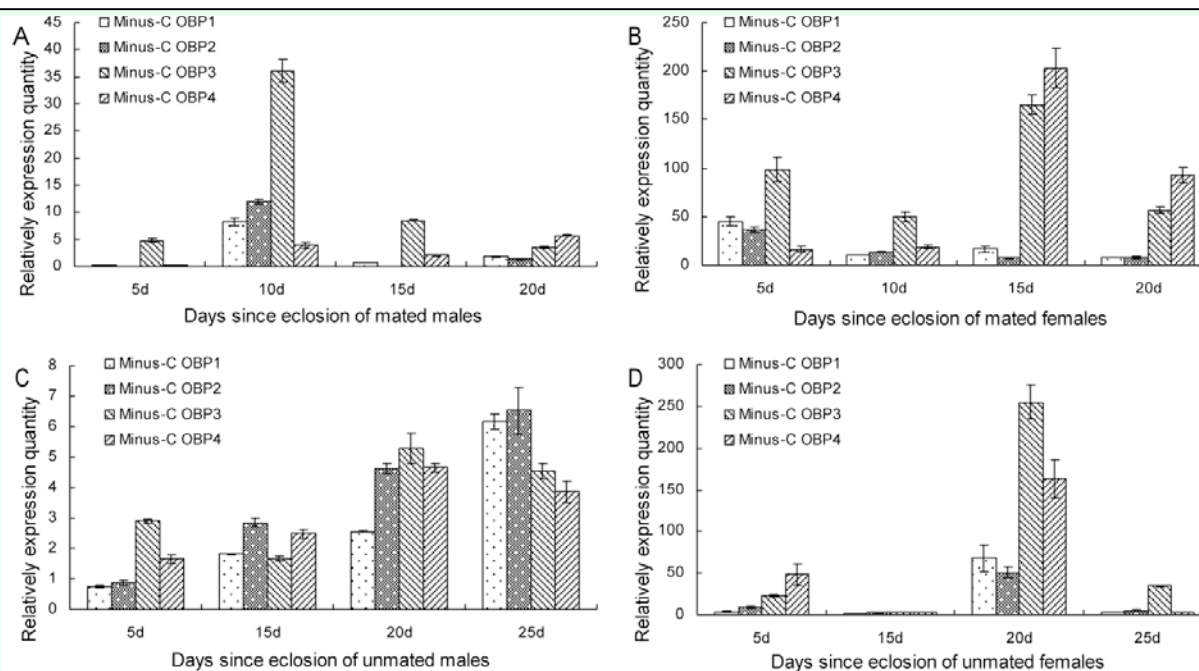 A
Minus-C OBP1
Minus-C OBP2
Minus-C OBP3
Minus-C OBP4
Relatively expression quantity
45
40
35
30
25
20
15
10
5
0
5d 10d 15d 20d
Days since eclosion of mated males
B
Minus-C OBP1
Minus-C OBP2
Minus-C OBP3
Minus-C OBP4
Relatively expression quantity
250
200
150
100
50
0
5d 10d 15d 20d
Days since eclosion of mated females
C
Minus-C OBP1
Minus-C OBP2
Minus-C OBP3
Minus-C OBP4
Relatively expression quantity
8
7
6
5
4
3
2
1
0
5d 15d 20d 25d
Days since eclosion of unmated males
D
Minus-C OBP1
Minus-C OBP2
Minus-C OBP3
Minus-C OBP4
Relatively expression quantity
300
250
200
150
100
50
0
5d 15d 20d 25d
Days since eclosion of unmated females